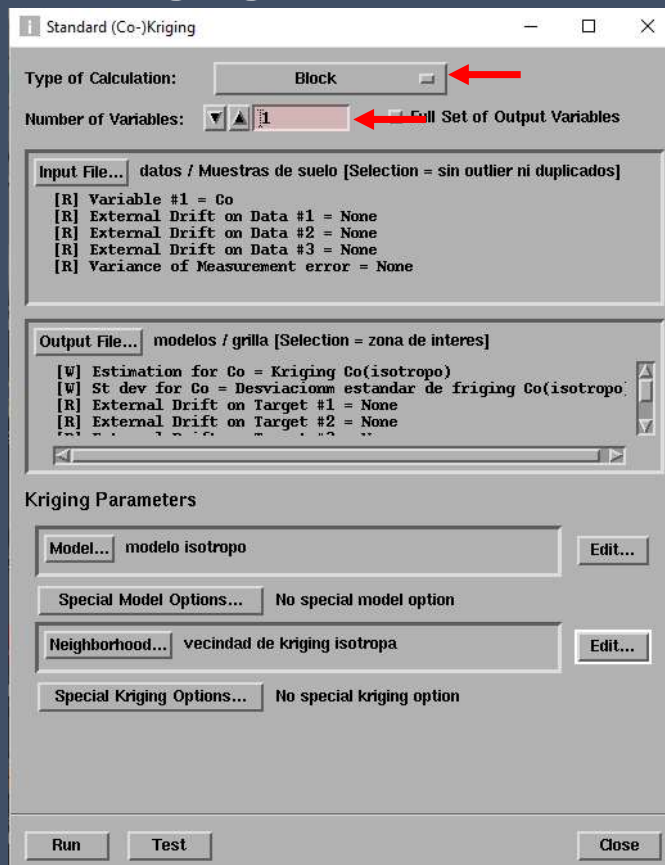 Standard (Co-)Kriging
Type of Calculation: Block
Number of Variables: 1 Full Set of Output Variables
Input File... datos / Muestras de suelo [Selection = sin outlier ni duplicados]
[R] Variable #1 = Co
[R] External Drift on Data #1 = None
[R] External Drift on Data #2 = None
[R] External Drift on Data #3 = None
[R] Variance of Measurement error = None
Output File... modelos / grilla [Selection = zona de interes]
[W] Estimation for Co = Kriging Co(isotropo)
[W] St dev for Co = Desviacionm estandar de friging Co(isotropo
[R] External Drift on Target #1 = None
[R] External Drift on Target #2 = None
Kriging Parameters
Model... modelo isotropo Edit...
Special Model Options... No special model option
Neighborhood... vecindad de kriging isotropa Edit...
Special Kriging Options... No special kriging option
Run Test Close